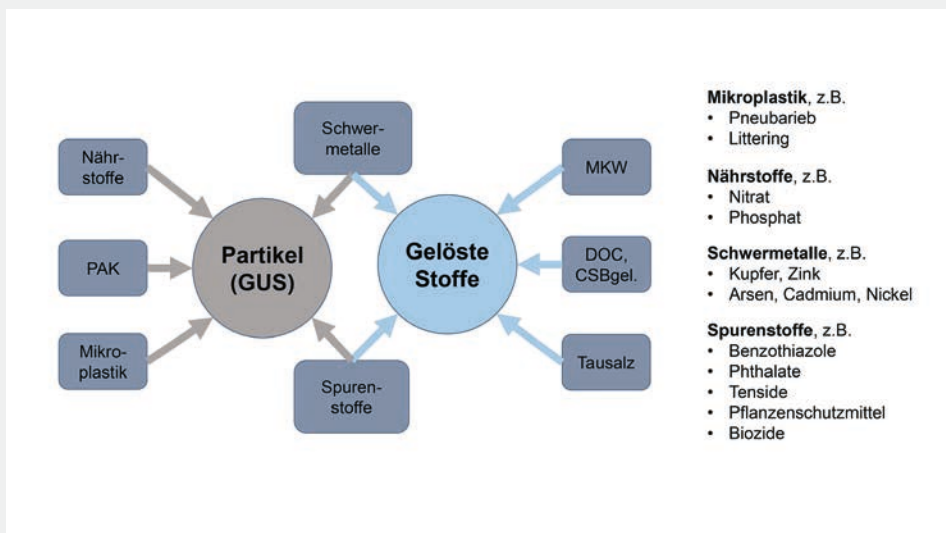 Nähr-
stoffe
PAK
Mikro-
plastik
Schwer-
metalle
Partikel
(GUS)
Spuren-
stoffe
Gelöste
Stoffe
MKW
DOC,
CSBgel.
Tausalz
Mikroplastik, z.B.
• Pneubarieb
• Littering
Nährstoffe, z.B.
• Nitrat
• Phosphat
Schwermetalle, z.B.
• Kupfer, Zink
• Arsen, Cadmium, Nickel
Spurenstoffe, z.B.
• Benzothiazole
• Phthalate
• Tenside
• Pflanzenschutzmittel
• Biozide